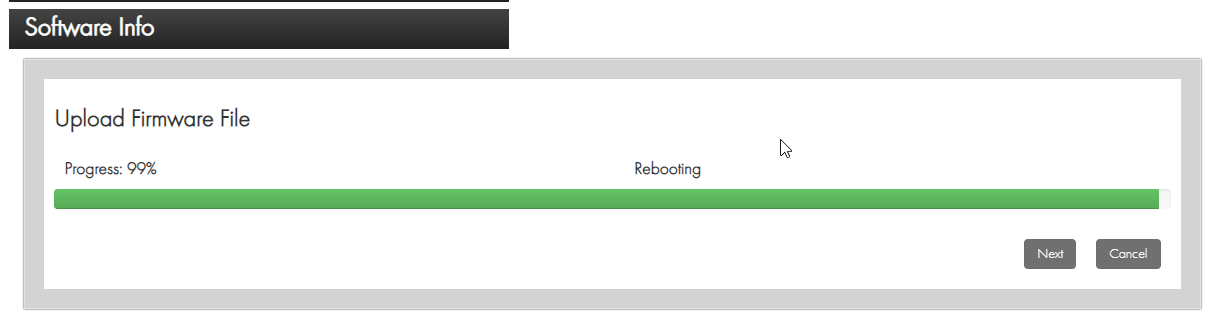 Software Info
Upload Firmware File
Progress: 99% Rebooting
Next Cancel